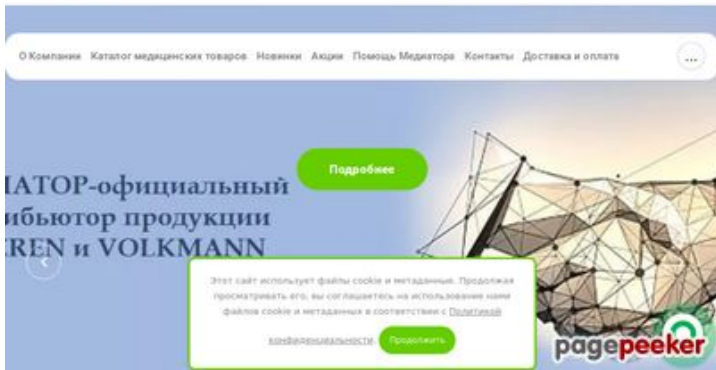 О Компании Каталог медицинских товаров Новинки Акции Помощь Медиатора Контакты Доставка и оплата ...
Подробнее
ИАТОР-официальный
ибьютор продукции
EREN и VOLKMANN
Этот сайт использует файлы cookie и метаданные. Продолжая
просматривать его, вы соглашаетесь на использование нами
файлов cookie и метаданных в соответствии с Политикой
конфиденциальности. Продолжить
pagepeeker